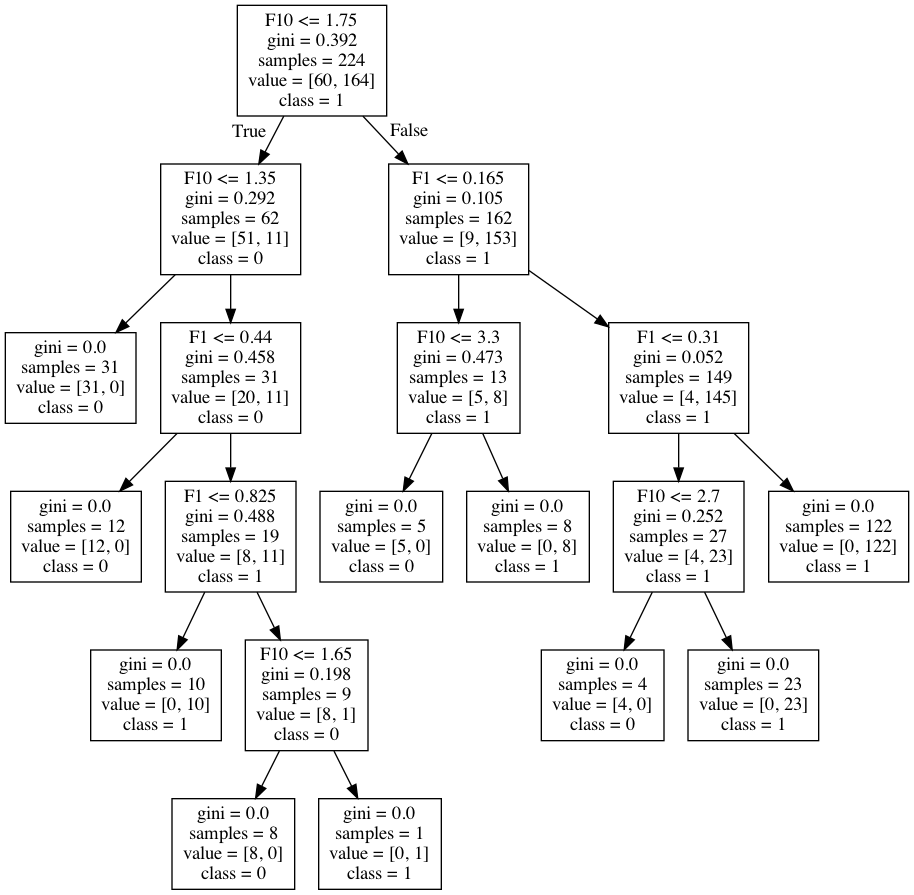 F10 <= 1.75
gini = 0.392
samples = 224
value = [60, 164]
class = 1
True
False
F10 <= 1.35
gini = 0.292
samples = 62
value = [51, 11]
class = 0
F1 <= 0.165
gini = 0.105
samples = 162
value = [9, 153]
class = 1
gini = 0.0
samples = 31
value = [31, 0]
class = 0
F1 <= 0.44
gini = 0.458
samples = 31
value = [20, 11]
class = 0
F10 <= 3.3
gini = 0.473
samples = 13
value = [5, 8]
class = 1
F1 <= 0.31
gini = 0.052
samples = 149
value = [4, 145]
class = 1
gini = 0.0
samples = 12
value = [12, 0]
class = 0
F1 <= 0.825
gini = 0.488
samples = 19
value = [8, 11]
class = 1
gini = 0.0
samples = 5
value = [5, 0]
class = 0
gini = 0.0
samples = 8
value = [0, 8]
class = 1
F10 <= 2.7
gini = 0.252
samples = 27
value = [4, 23]
class = 1
gini = 0.0
samples = 122
value = [0, 122]
class = 1
gini = 0.0
samples = 10
value = [0, 10]
class = 1
F10 <= 1.65
gini = 0.198
samples = 9
value = [8, 1]
class = 0
gini = 0.0
samples = 4
value = [4, 0]
class = 0
gini = 0.0
samples = 23
value = [0, 23]
class = 1
gini = 0.0
samples = 8
value = [8, 0]
class = 0
gini = 0.0
samples = 1
value = [0, 1]
class = 1